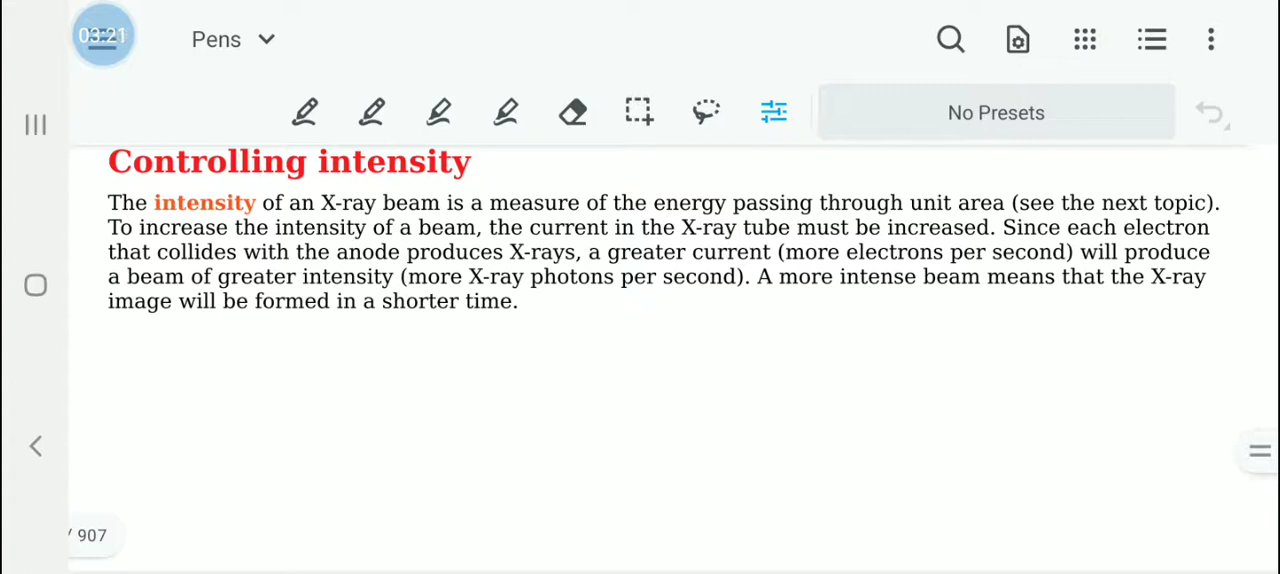 03:21
Pens
No Presets
Controlling intensity
The intensity of an X-ray beam is a measure of the energy passing through unit area (see the next topic).
To increase the intensity of a beam, the current in the X-ray tube must be increased. Since each electron
that collides with the anode produces X-rays, a greater current (more electrons per second) will produce
a beam of greater intensity (more X-ray photons per second). A more intense beam means that the X-ray
image will be formed in a shorter time.
/ 907